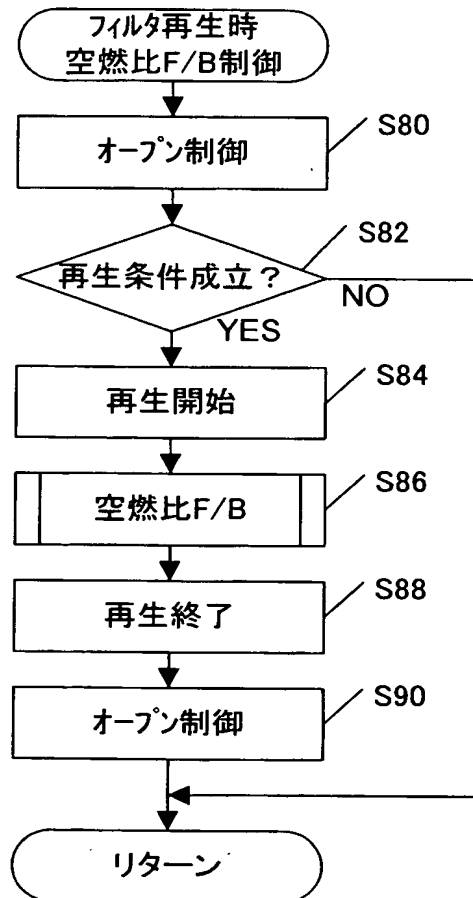 フィルタ再生時
空燃比F/B制御
オープン制御
S80
再生条件成立?
S82
NO
YES
再生開始
S84
空燃比F/B
S86
再生終了
S88
オープン制御
S90
リターン